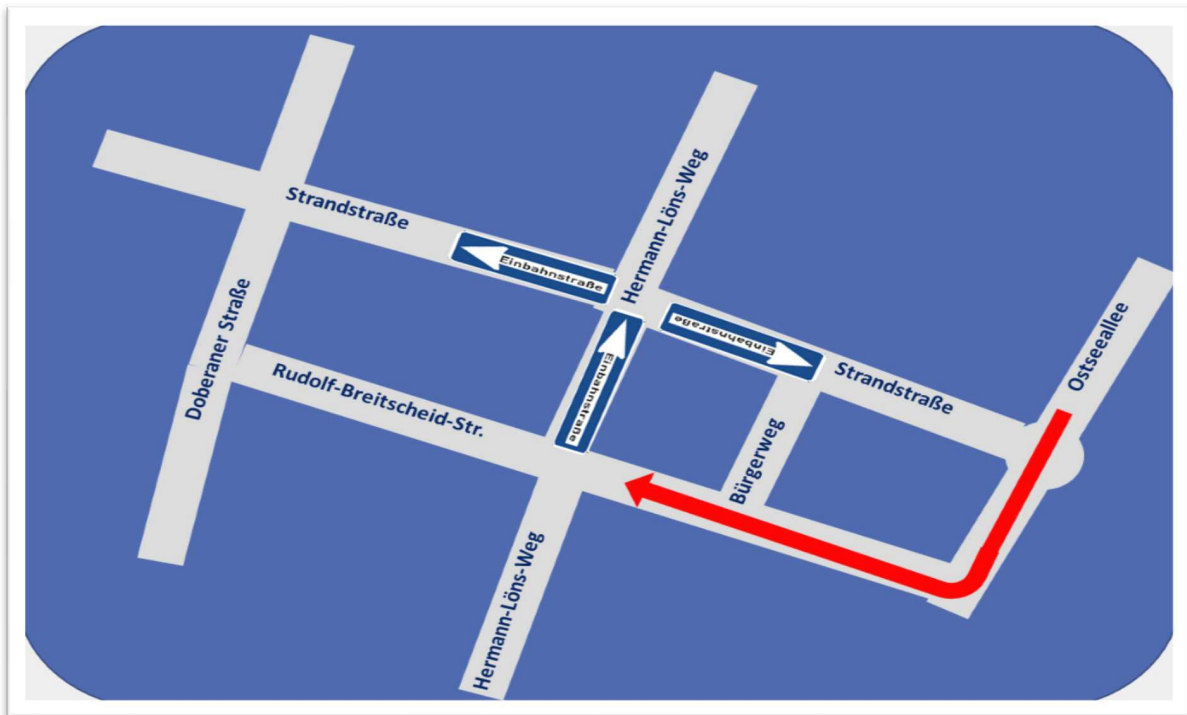 Strandstraße
Hermann-Löns-Weg
Einbahnstraße
Einbahnstraße
Ostseeallee
Doberaner Straße
Rudolf-Breitscheid-Str.
Einbahnstraße
Strandstraße
Bürgerweg
Hermann-Löns-Weg